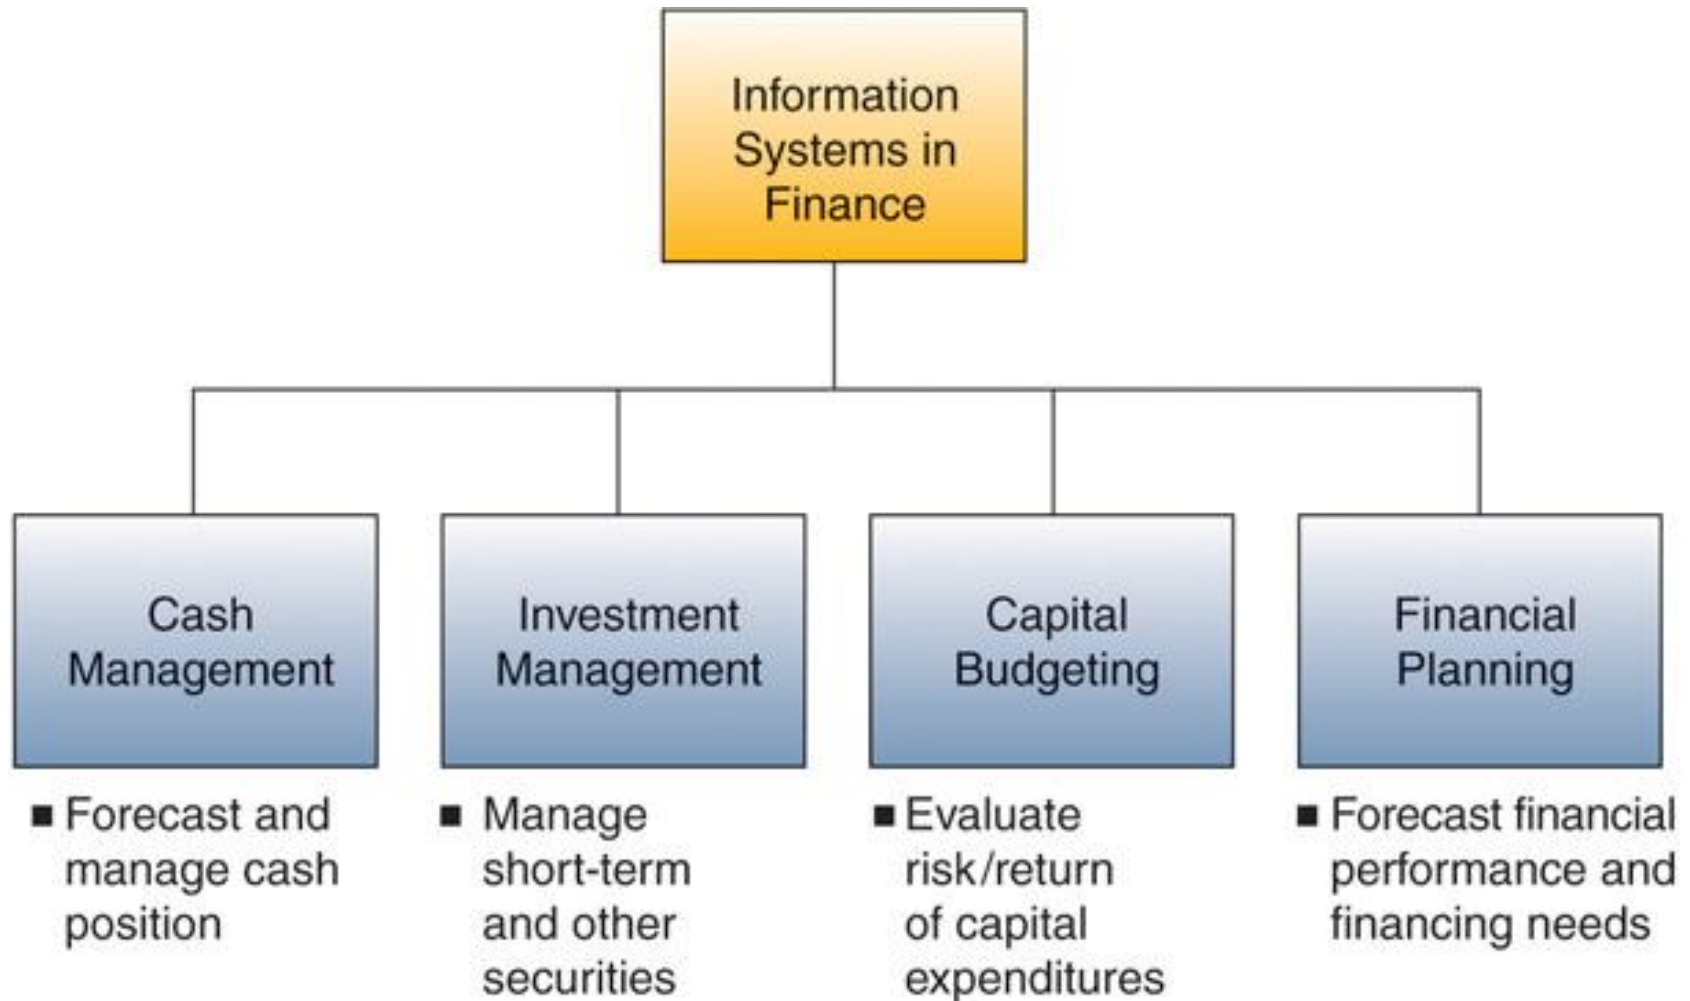 Information
Systems in
Finance
Cash
Management
Investment
Management
Capital
Budgeting
Financial
Planning
■ Forecast and
manage cash
position
■ Manage
short-term
and other
securities
■ Evaluate
risk/return
of capital
expenditures
■ Forecast financial
performance and
financing needs